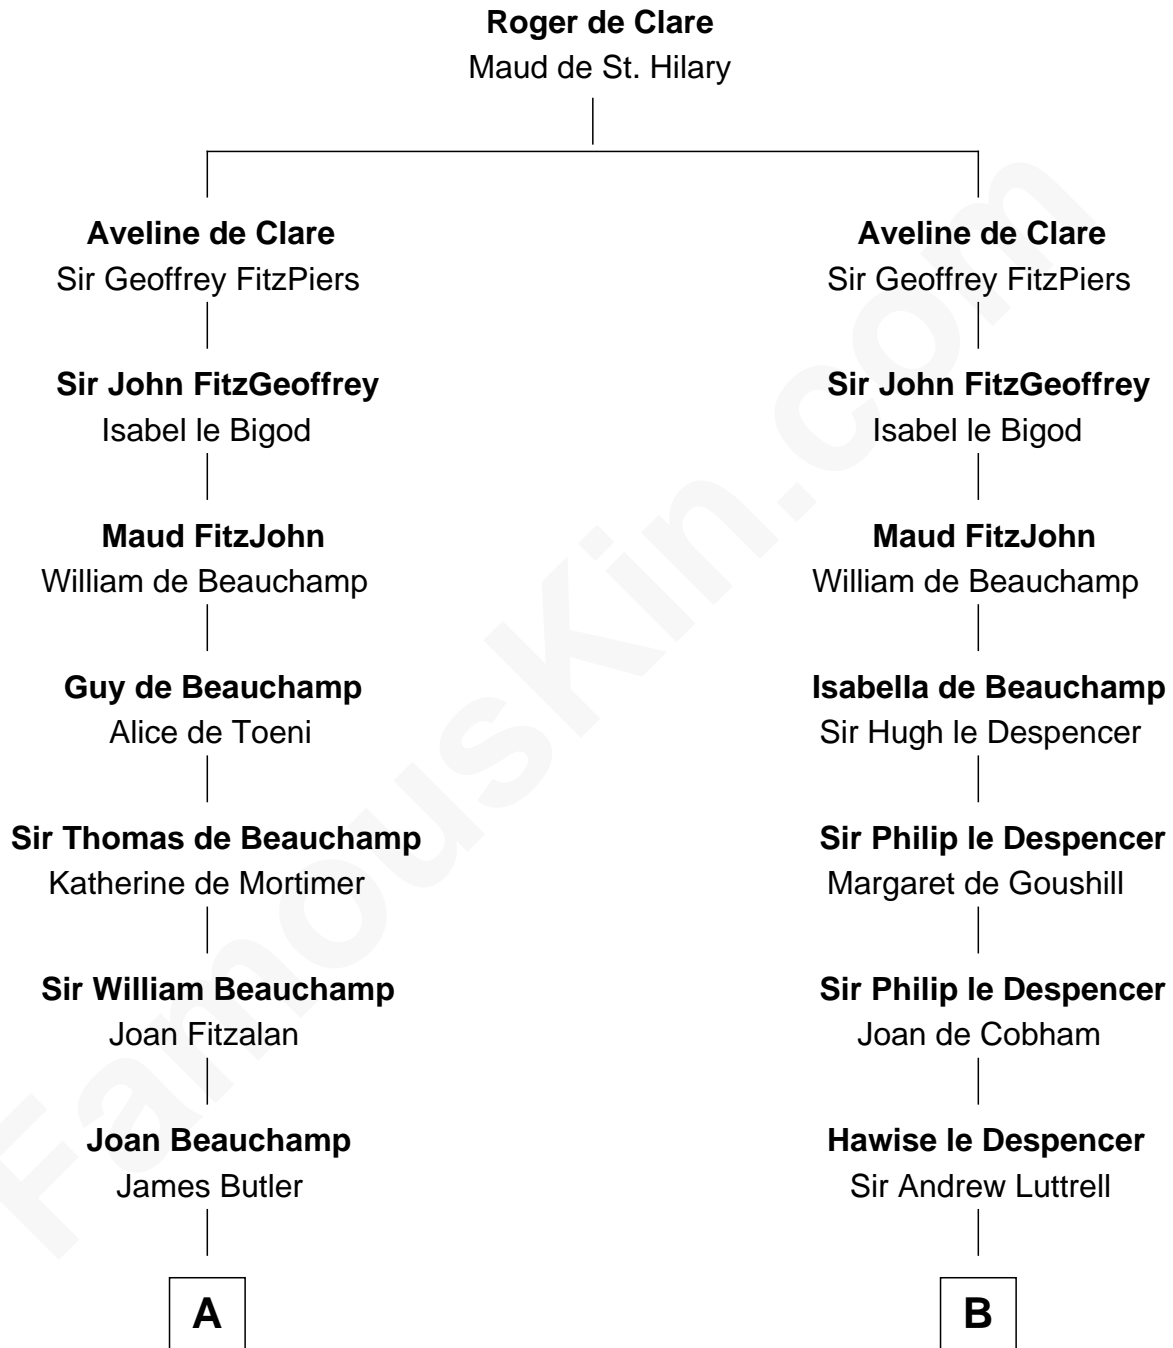 Roger de Clare
Maud de St. Hilary
Aveline de Clare
Sir Geoffrey FitzPiers
Sir John FitzGeoffrey
Isabel le Bigod
Maud FitzJohn
William de Beauchamp
Guy de Beauchamp
Alice de Toeni
Sir Thomas de Beauchamp
Katherine de Mortimer
Sir William Beauchamp
Joan Fitzalan
Joan Beauchamp
James Butler
A
Aveline de Clare
Sir Geoffrey FitzPiers
Sir John FitzGeoffrey
Isabel le Bigod
Maud FitzJohn
William de Beauchamp
Isabella de Beauchamp
Sir Hugh le Despencer
Sir Philip le Despencer
Margaret de Goushill
Sir Philip le Despencer
Joan de Cobham
Hawise le Despencer
Sir Andrew Luttrell
B
FamousKin.com